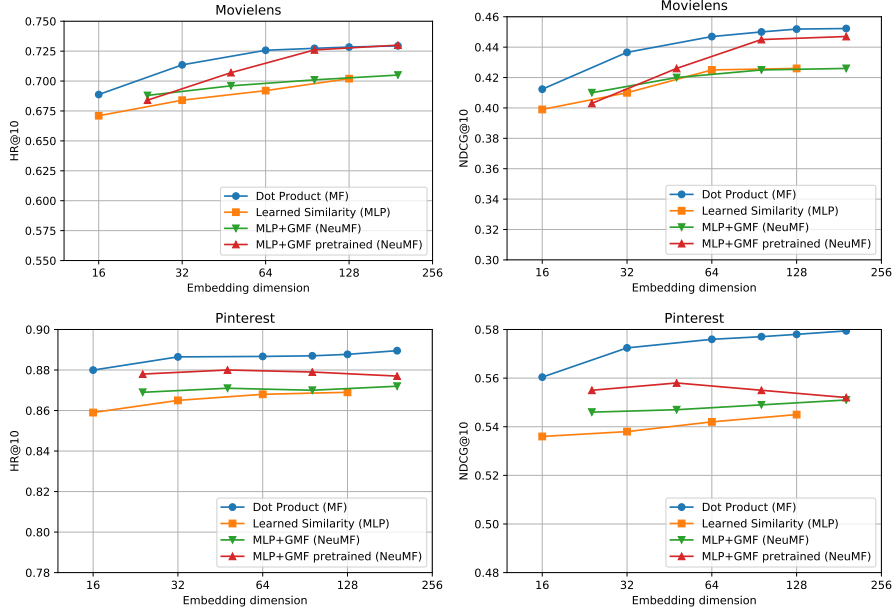 Movielens
0.750
0.725
0.700
0.675
0.650
0.625
0.600
0.575
0.550
HR@10
16
32
64
128
256
Embedding dimension
Dot Product (MF)
Learned Similarity (MLP)
MLP+GMF (NeuMF)
MLP+GMF pretrained (NeuMF)
Movielens
0.46
0.44
0.42
0.40
0.38
0.36
0.34
0.32
0.30
NDCG@10
16
32
64
128
256
Embedding dimension
Dot Product (MF)
Learned Similarity (MLP)
MLP+GMF (NeuMF)
MLP+GMF pretrained (NeuMF)
Pinterest
0.90
0.88
0.86
0.84
0.82
0.80
0.78
HR@10
16
32
64
128
256
Embedding dimension
Dot Product (MF)
Learned Similarity (MLP)
MLP+GMF (NeuMF)
MLP+GMF pretrained (NeuMF)
Pinterest
0.58
0.56
0.54
0.52
0.50
0.48
NDCG@10
16
32
64
128
256
Embedding dimension
Dot Product (MF)
Learned Similarity (MLP)
MLP+GMF (NeuMF)
MLP+GMF pretrained (NeuMF)